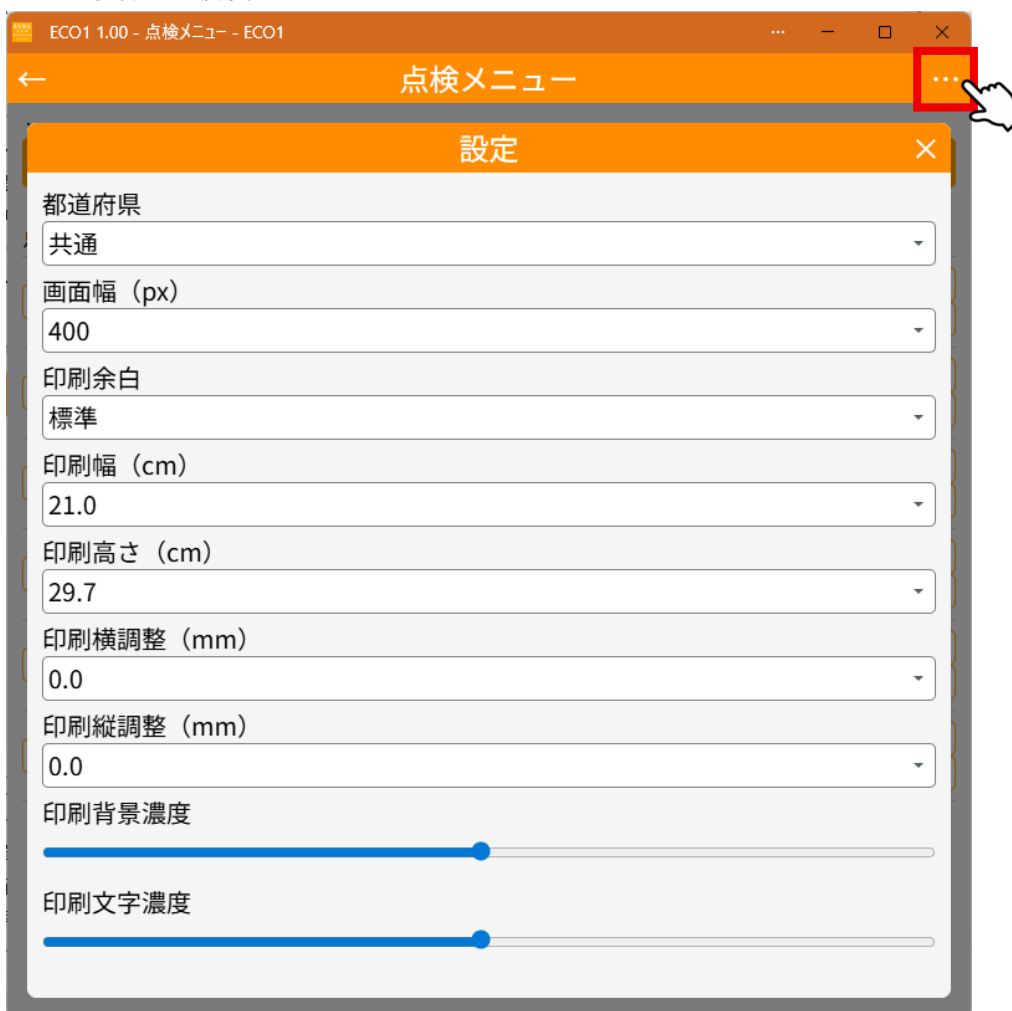 ECO1 1.00 - 点検メニュー - ECO1
点検メニュー
設定
都道府県
共通
画面幅（px）
400
印刷余白
標準
印刷幅（cm）
21.0
印刷高さ（cm）
29.7
印刷横調整（mm）
0.0
印刷縦調整（mm）
0.0
印刷背景濃度
印刷文字濃度